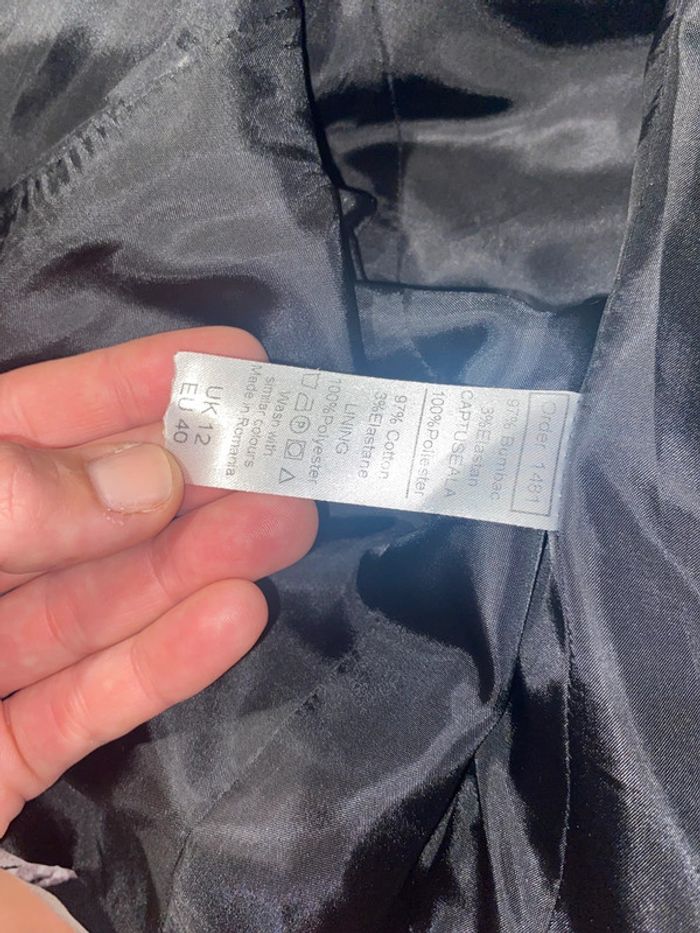 Order 1481
97% Bumbac
3%Elastan
CAPTUSEALA
100%Poliester
97% Cotton
3%Elastane
LINING
100%Polyester
Wash with
similar colours
Made in Romania
UK 12
EU 40